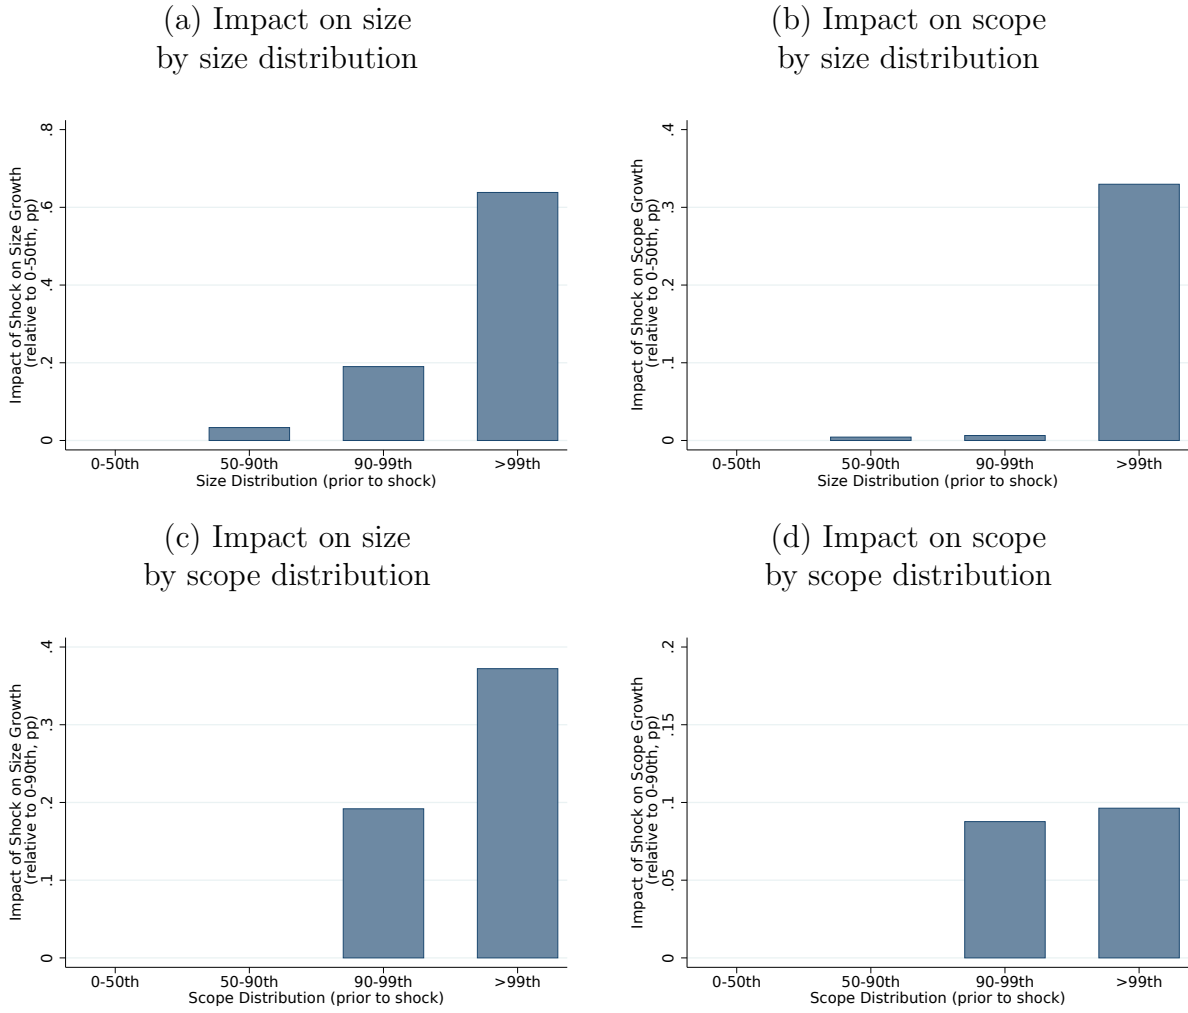 (a) Impact on size
by size distribution
Impact of Shock on Size Growth
(relative to 0-50th, pp)
.8
.6
.4
.2
0
0-50th 50-90th 90-99th >99th
Size Distribution (prior to shock)
(b) Impact on scope
by size distribution
Impact of Shock on Scope Growth
(relative to 0-50th, pp)
.4
.3
.2
.1
0
0-50th 50-90th 90-99th >99th
Size Distribution (prior to shock)
(c) Impact on size
by scope distribution
Impact of Shock on Size Growth
(relative to 0-90th, pp)
.4
.3
.2
.1
0
0-50th 50-90th 90-99th >99th
Scope Distribution (prior to shock)
(d) Impact on scope
by scope distribution
Impact of Shock on Scope Growth
(relative to 0-90th, pp)
.2
.15
.1
.05
0
0-50th 50-90th 90-99th >99th
Scope Distribution (prior to shock)